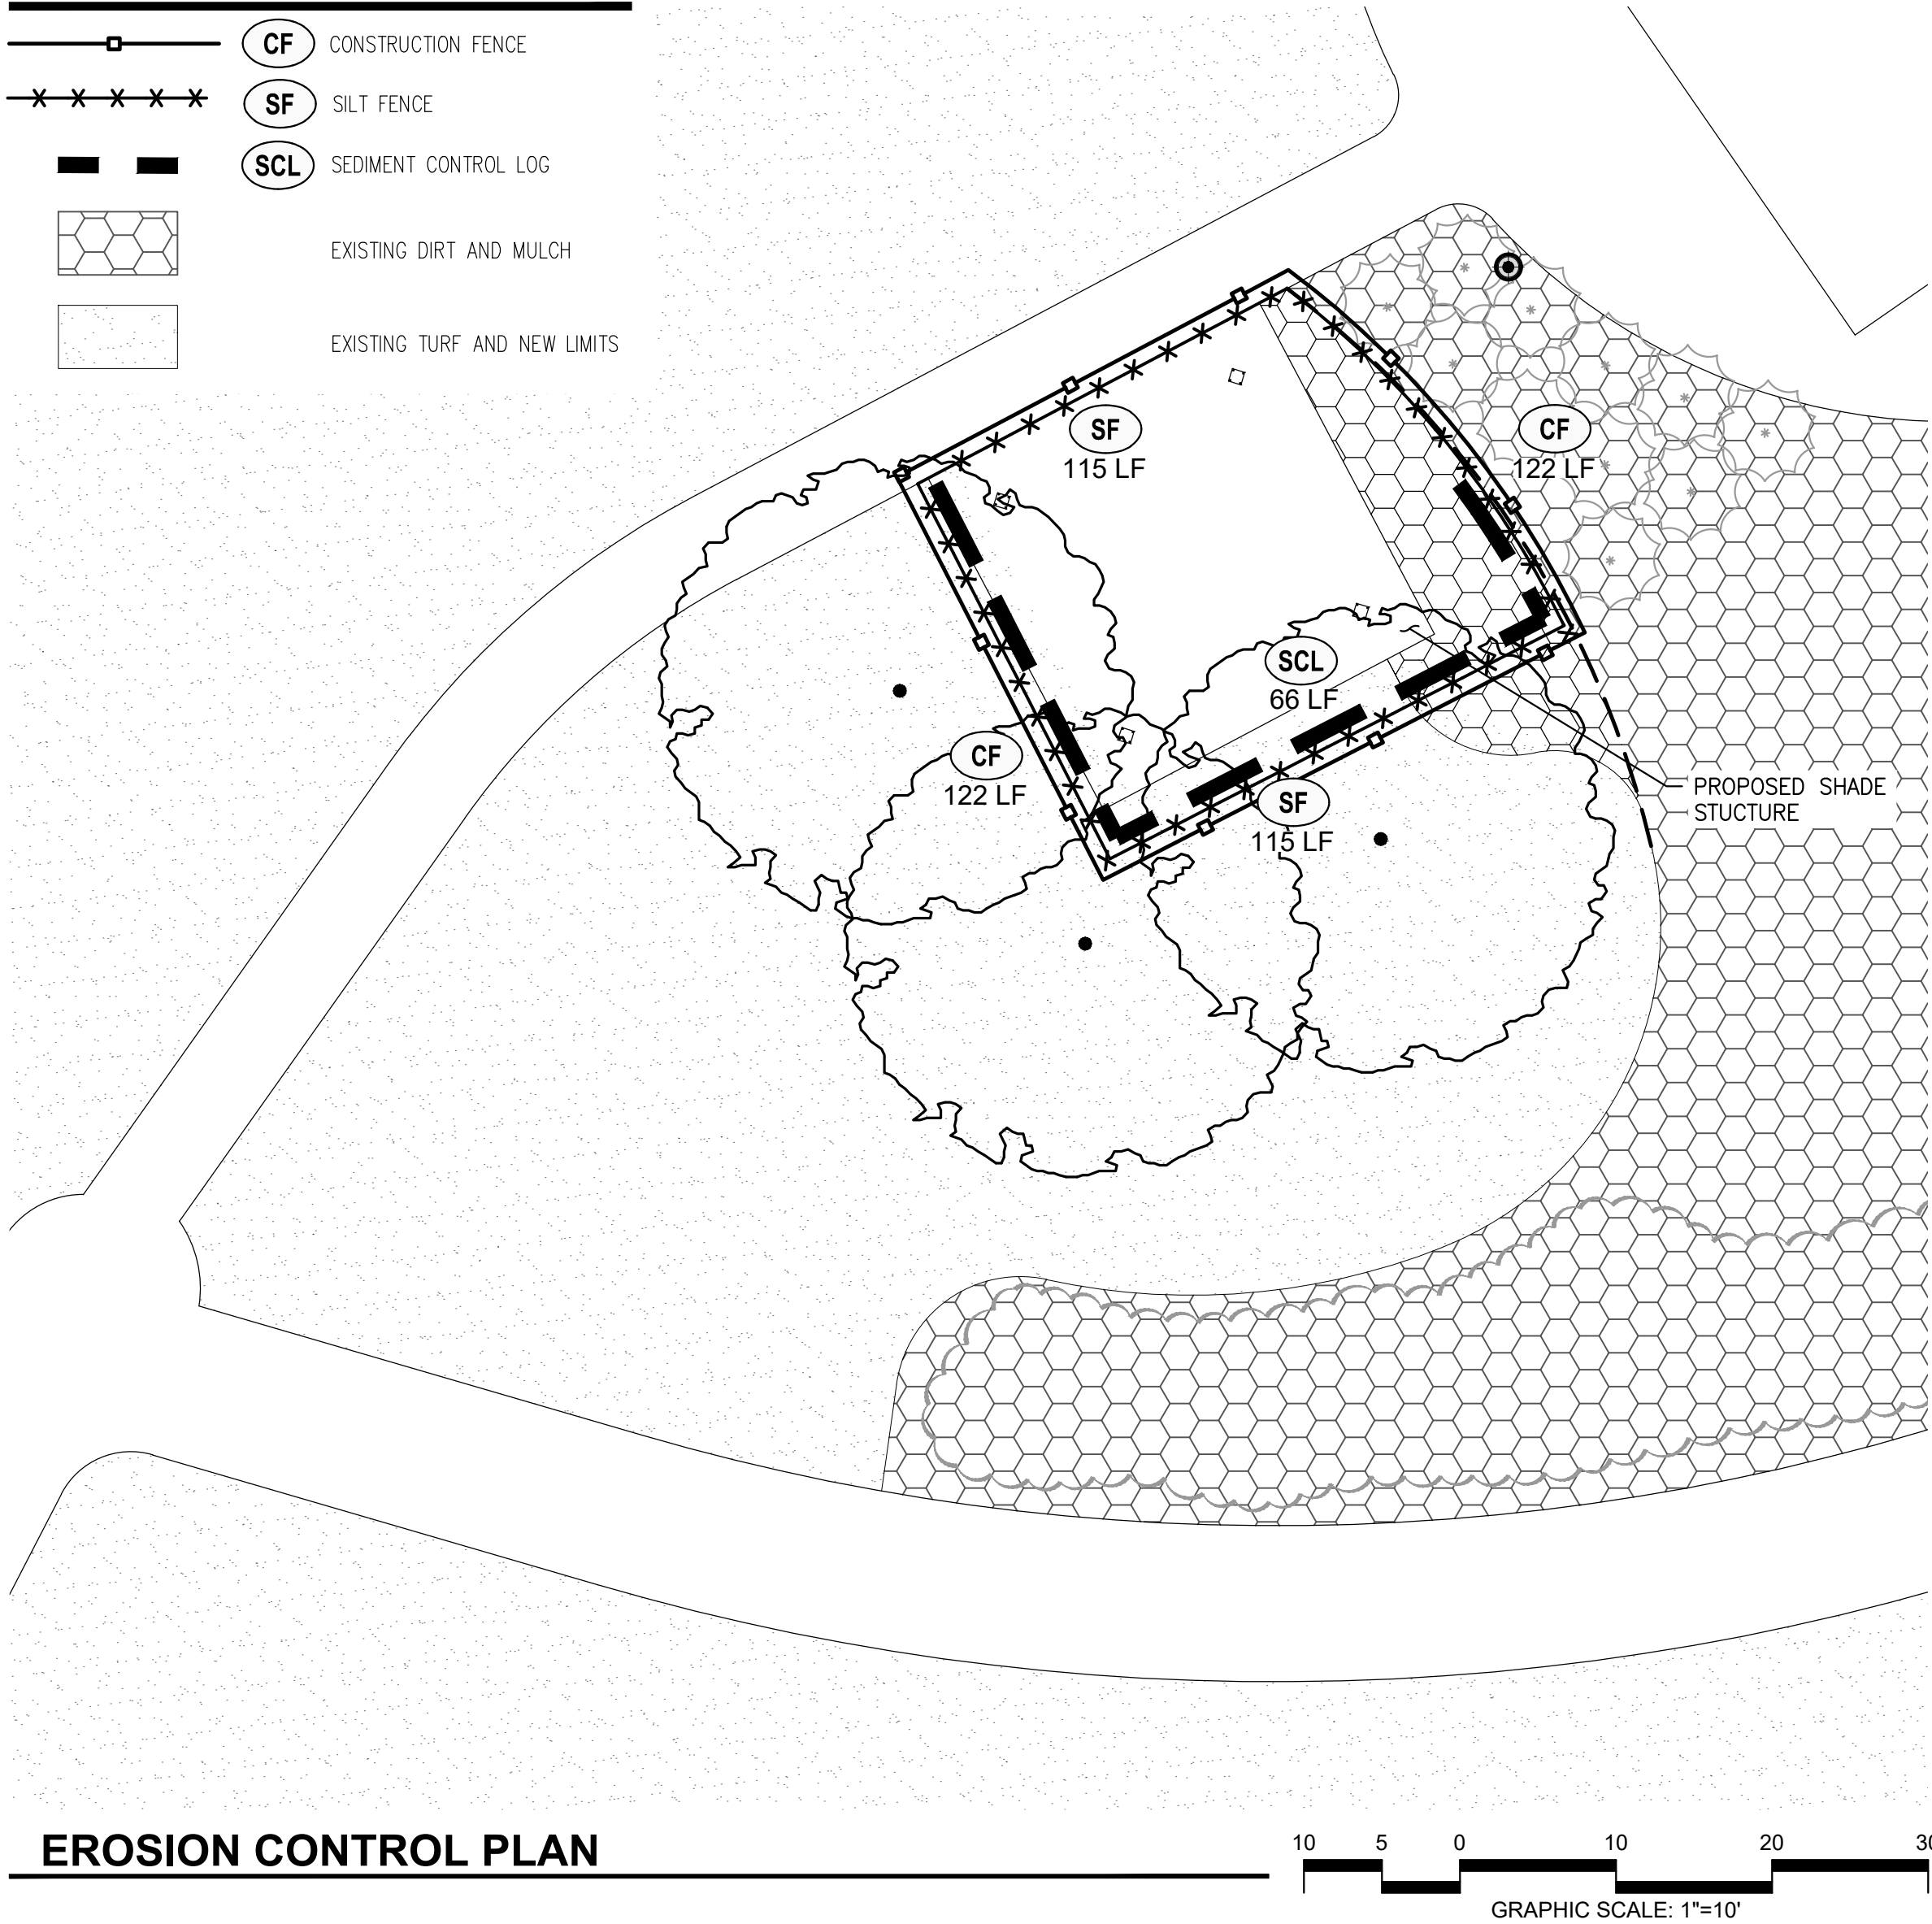 CF CONSTRUCTION FENCE
SF SILT FENCE
SCL SEDIMENT CONTROL LOG
EXISTING DIRT AND MULCH
EXISTING TURF AND NEW LIMITS
SF
115 LF
CF
122 LF
SCL
66 LF
CF
122 LF
SF
115 LF
PROPOSED SHADE
STUCTURE
EROSION CONTROL PLAN
10 5 0 10 20 30
GRAPHIC SCALE: 1"=10'